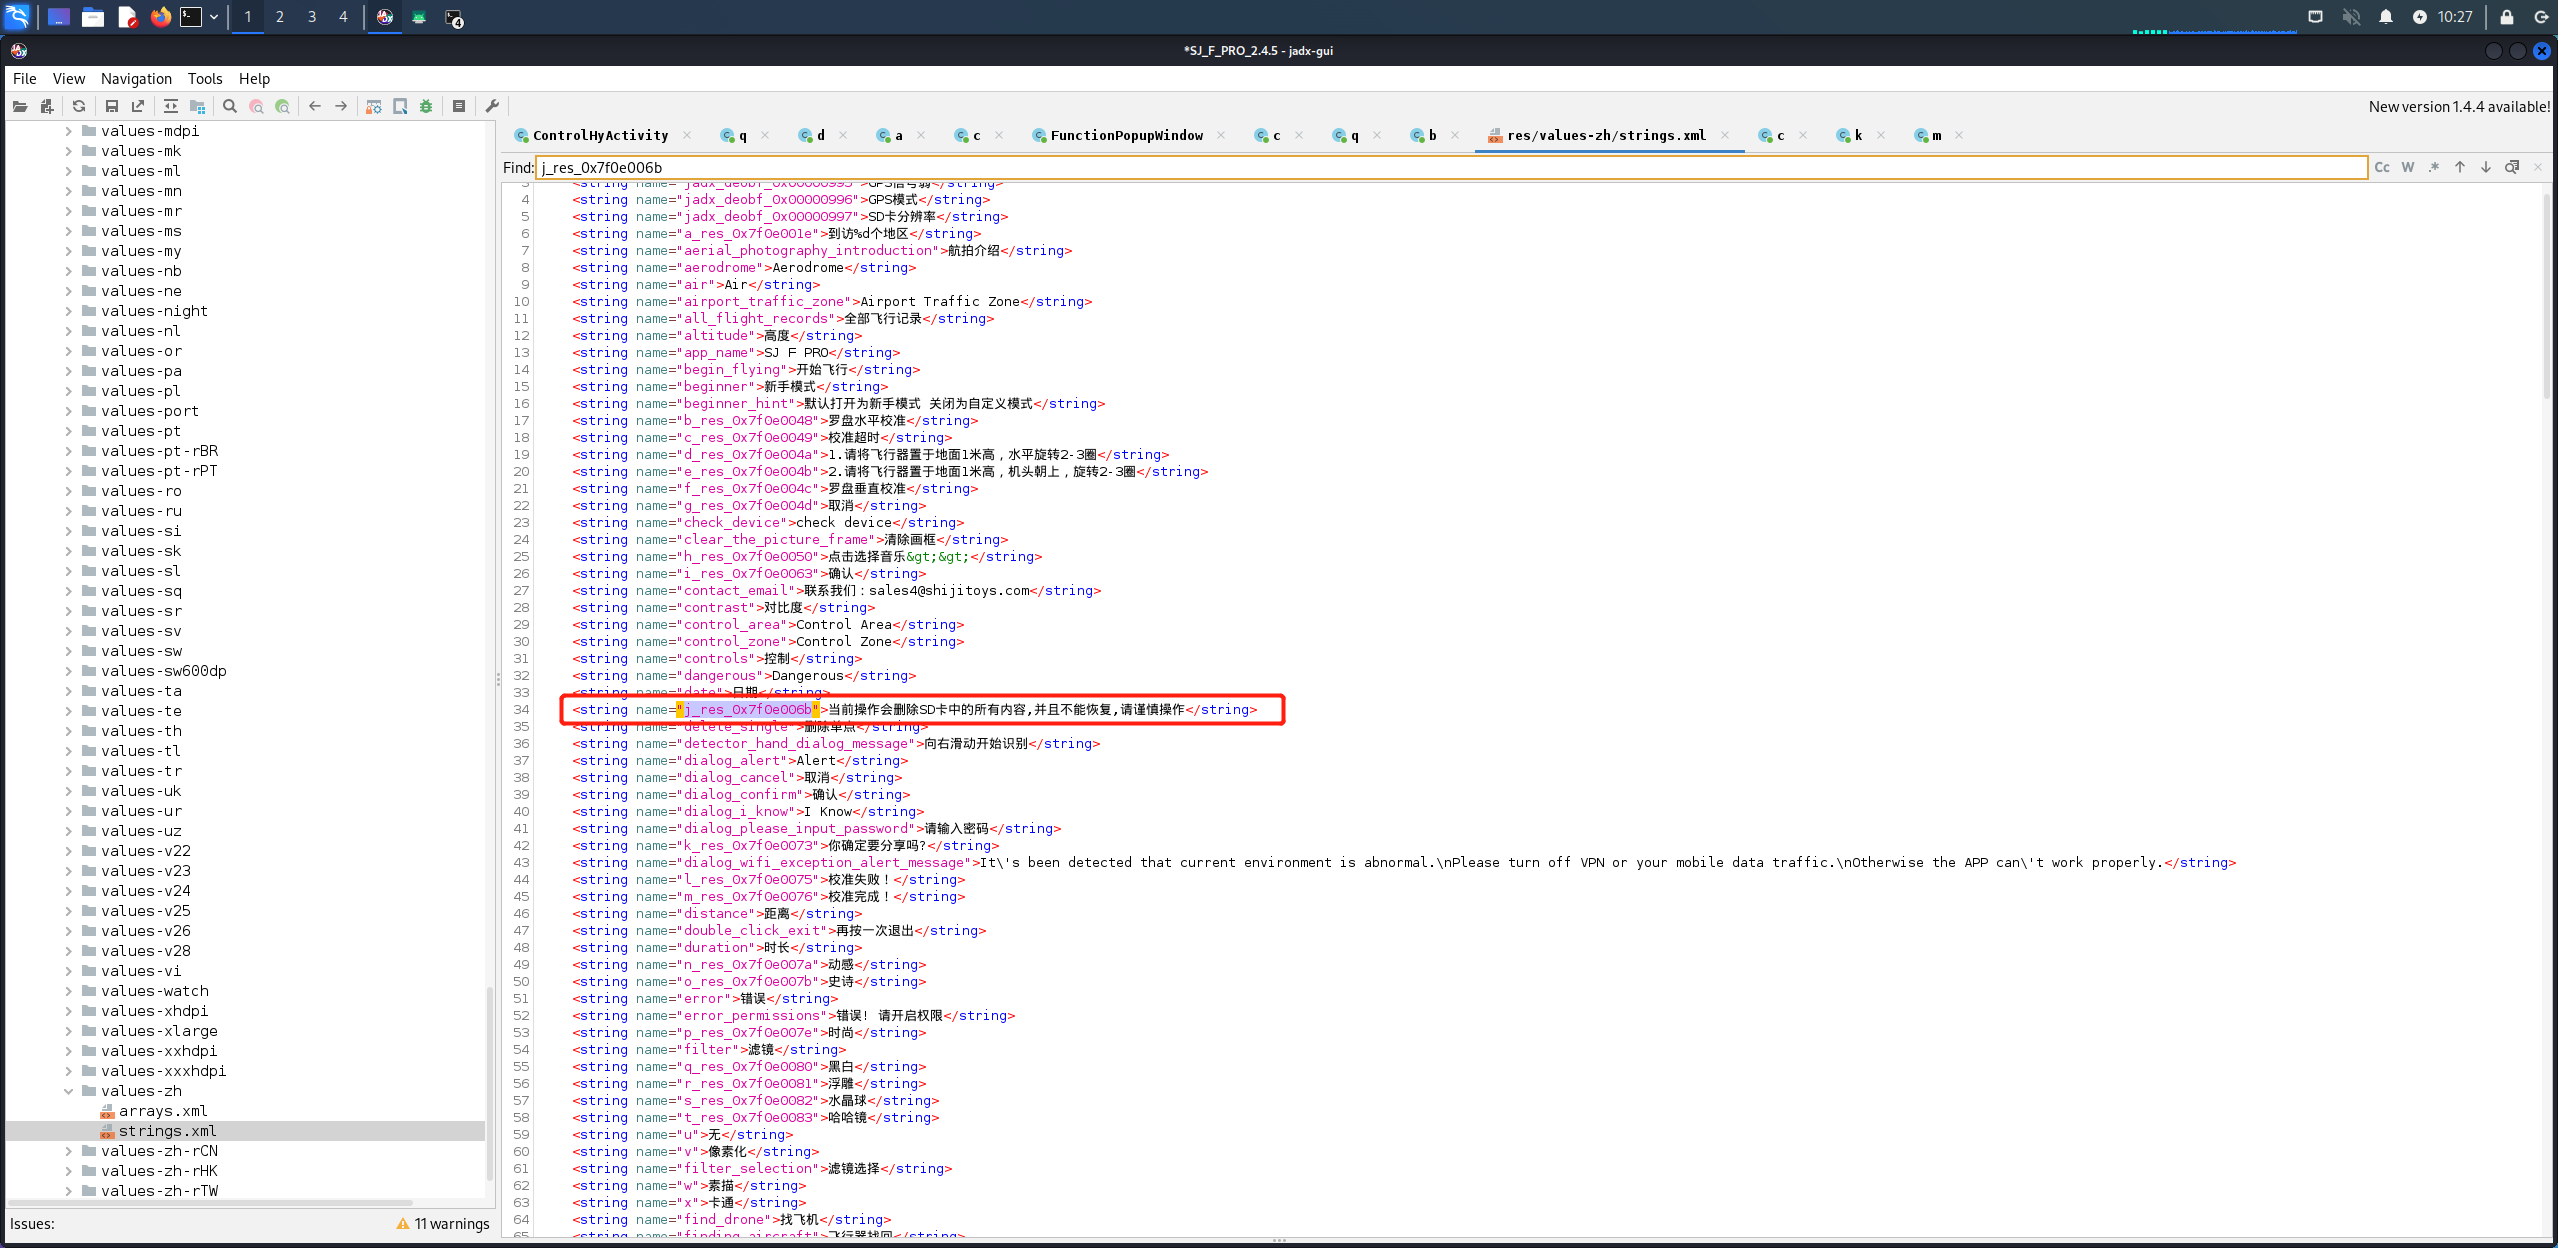 1 2 3 4
4
10:27
*SJ_F_PRO_2.4.5 - jadx-gui
File View Navigation Tools Help
New version 1.4.4 available!
values-mdpi
values-mk
values-ml
values-mn
values-mr
values-ms
values-my
values-nb
values-ne
values-night
values-nl
values-or
values-pa
values-pl
values-port
values-pt
values-pt-rBR
values-pt-rPT
values-ro
values-ru
values-si
values-sk
values-sl
values-sq
values-sr
values-sv
values-sw
values-sw600dp
values-ta
values-te
values-th
values-tl
values-tr
values-uk
values-ur
values-uz
values-v22
values-v23
values-v24
values-v25
values-v26
values-v28
values-vi
values-watch
values-xhdpi
values-xlarge
values-xxhdpi
values-xxxhdpi
values-zh
arrays.xml
strings.xml
values-zh-rCN
values-zh-rHK
values-zh-rTW
Issues: 11 warnings
ControlHyActivity q d a c FunctionPopupWindow c q b res/values-zh/strings.xml c k m
Find: j_res_0x7f0e006b Cc W .*
3 <string name="jadx_deobf_0x00000995">GPS信号弱</string>
4 <string name="jadx_deobf_0x00000996">GPS模式</string>
5 <string name="jadx_deobf_0x00000997">SD卡分辨率</string>
6 <string name="a_res_0x7f0e001e">到访%d个地区</string>
7 <string name="aerial_photography_introduction">航拍介绍</string>
8 <string name="aerodrome">Aerodrome</string>
9 <string name="air">Air</string>
10 <string name="airport_traffic_zone">Airport Traffic Zone</string>
11 <string name="all_flight_records">全部飞行记录</string>
12 <string name="altitude">高度</string>
13 <string name="app_name">SJ F PRO</string>
14 <string name="begin_flying">开始飞行</string>
15 <string name="beginner">新手模式</string>
16 <string name="beginner_hint">默认打开为新手模式 关闭为自定义模式</string>
17 <string name="b_res_0x7f0e0048">罗盘水平校准</string>
18 <string name="c_res_0x7f0e0049">校准超时</string>
19 <string name="d_res_0x7f0e004a">1.请将飞行器置于地面1米高，水平旋转2-3圈</string>
20 <string name="e_res_0x7f0e004b">2.请将飞行器置于地面1米高，机头朝上，旋转2-3圈</string>
21 <string name="f_res_0x7f0e004c">罗盘垂直校准</string>
22 <string name="g_res_0x7f0e004d">取消</string>
23 <string name="check_device">check device</string>
24 <string name="clear_the_picture_frame">清除画框</string>
25 <string name="h_res_0x7f0e0050">点击选择音乐&gt;&gt;</string>
26 <string name="i_res_0x7f0e0063">确认</string>
27 <string name="contact_email">联系我们：sales4@shijitoys.com</string>
28 <string name="contrast">对比度</string>
29 <string name="control_area">Control Area</string>
30 <string name="control_zone">Control Zone</string>
31 <string name="controls">控制</string>
32 <string name="dangerous">Dangerous</string>
33 <string name="date">日期</string>
34 <string name="j_res_0x7f0e006b">当前操作会删除SD卡中的所有内容,并且不能恢复,请谨慎操作</string>
35 <string name="delete_single">删除单点</string>
36 <string name="detector_hand_dialog_message">向右滑动开始识别</string>
37 <string name="dialog_alert">Alert</string>
38 <string name="dialog_cancel">取消</string>
39 <string name="dialog_confirm">确认</string>
40 <string name="dialog_i_know">I Know</string>
41 <string name="dialog_please_input_password">请输入密码</string>
42 <string name="k_res_0x7f0e0073">你确定要分享吗?</string>
43 <string name="dialog_wifi_exception_alert_message">It\'s been detected that current environment is abnormal.\nPlease turn off VPN or your mobile data traffic.\nOtherwise the APP can\'t work properly.</string>
44 <string name="l_res_0x7f0e0075">校准失败！</string>
45 <string name="m_res_0x7f0e0076">校准完成！</string>
46 <string name="distance">距离</string>
47 <string name="double_click_exit">再按一次退出</string>
48 <string name="duration">时长</string>
49 <string name="n_res_0x7f0e007a">动感</string>
50 <string name="o_res_0x7f0e007b">史诗</string>
51 <string name="error">错误</string>
52 <string name="error_permissions">错误! 请开启权限</string>
53 <string name="p_res_0x7f0e007e">时尚</string>
54 <string name="filter">滤镜</string>
55 <string name="q_res_0x7f0e0080">黑白</string>
56 <string name="r_res_0x7f0e0081">浮雕</string>
57 <string name="s_res_0x7f0e0082">水晶球</string>
58 <string name="t_res_0x7f0e0083">哈哈镜</string>
59 <string name="u">无</string>
60 <string name="v">像素化</string>
61 <string name="filter_selection">滤镜选择</string>
62 <string name="w">素描</string>
63 <string name="x">卡通</string>
64 <string name="find_drone">找飞机</string>
65 <string name="finding_aircraft">飞行器找回</string>